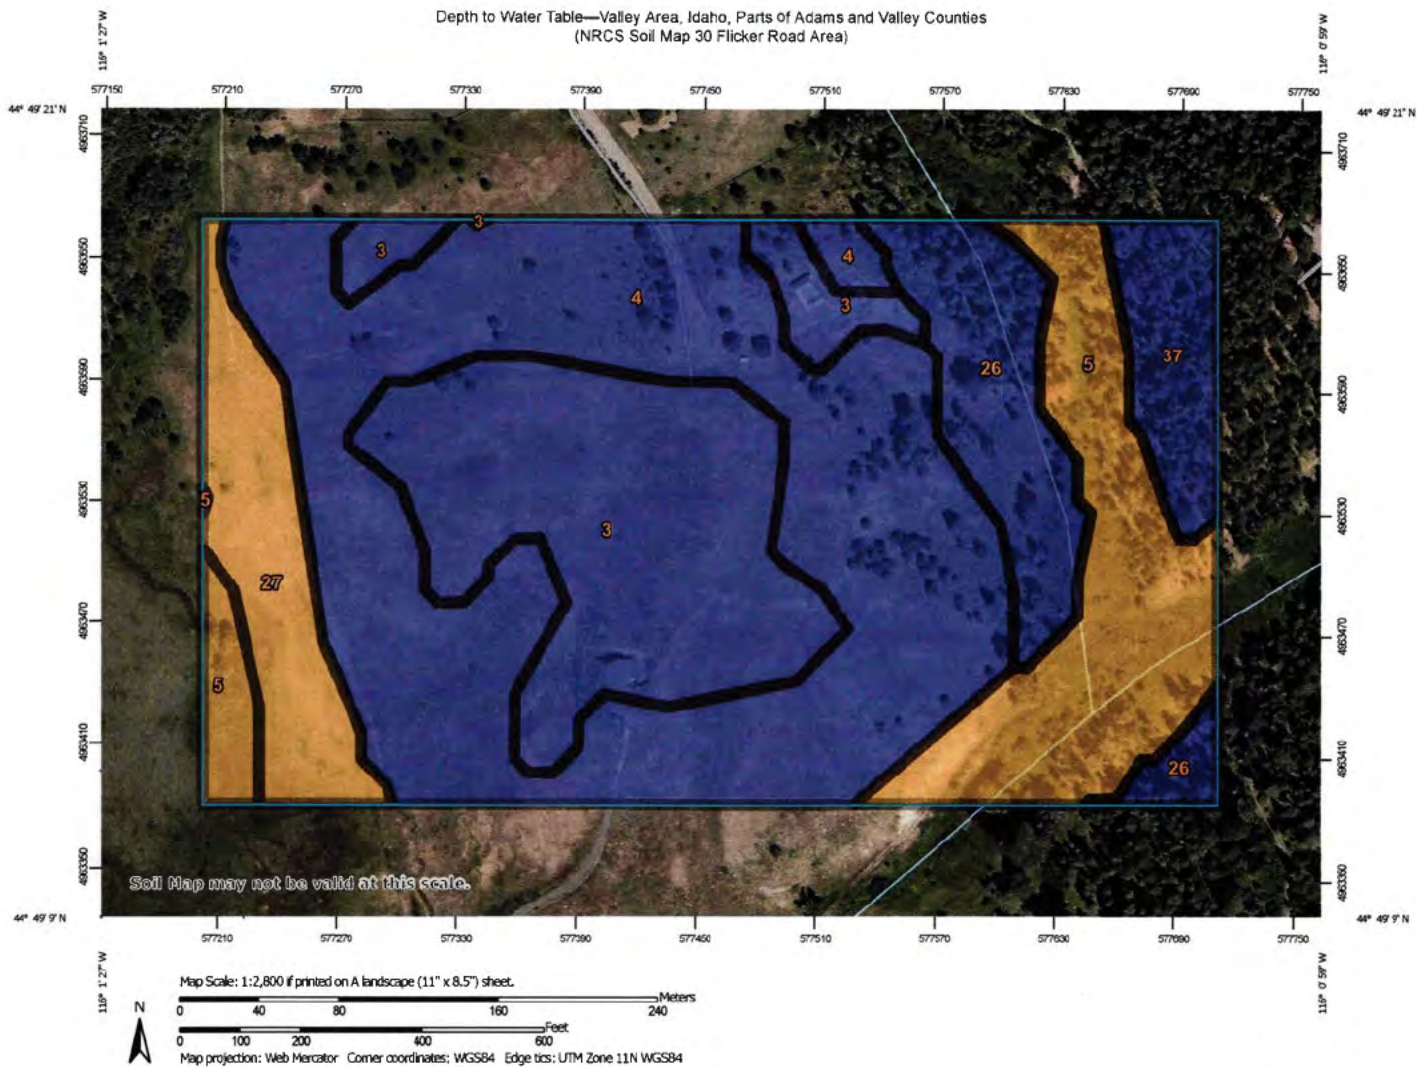 Depth to Water Table—Valley Area, Idaho, Parts of Adams and Valley Counties
(NRCS Soil Map 30 Flicker Road Area)
116° 1' 27" W
116° 0' 59" W
577150 577210 577270 577330 577390 577450 577510 577570 577630 577690 577750
44° 49' 21" N
44° 49' 21" N
4963710
4963710
3
3
4
4
4963650
4963650
3
26
5
37
4963590
4963590
5
3
4963530
4963530
27
4963470
4963470
5
26
4963410
4963410
4963350
4963350
Soil Map may not be valid at this scale.
44° 49' 9" N
44° 49' 9" N
577210 577270 577330 577390 577450 577510 577570 577630 577690 577750
116° 1' 27" W
116° 0' 59" W
Map Scale: 1:2,800 if printed on A landscape (11" x 8.5") sheet.
N
Meters
0 40 80 160 240
Feet
0 100 200 400 600
Map projection: Web Mercator Corner coordinates: WGS84 Edge tics: UTM Zone 11N WGS84